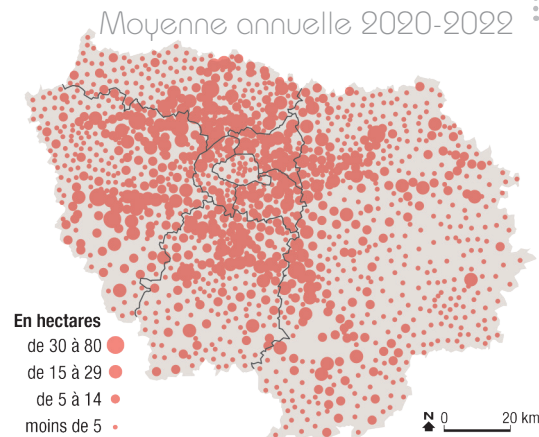 Moyenne annuelle 2020-2022
En hectares
de 30 à 80
de 15 à 29
de 5 à 14
moins de 5
N 0 20 km